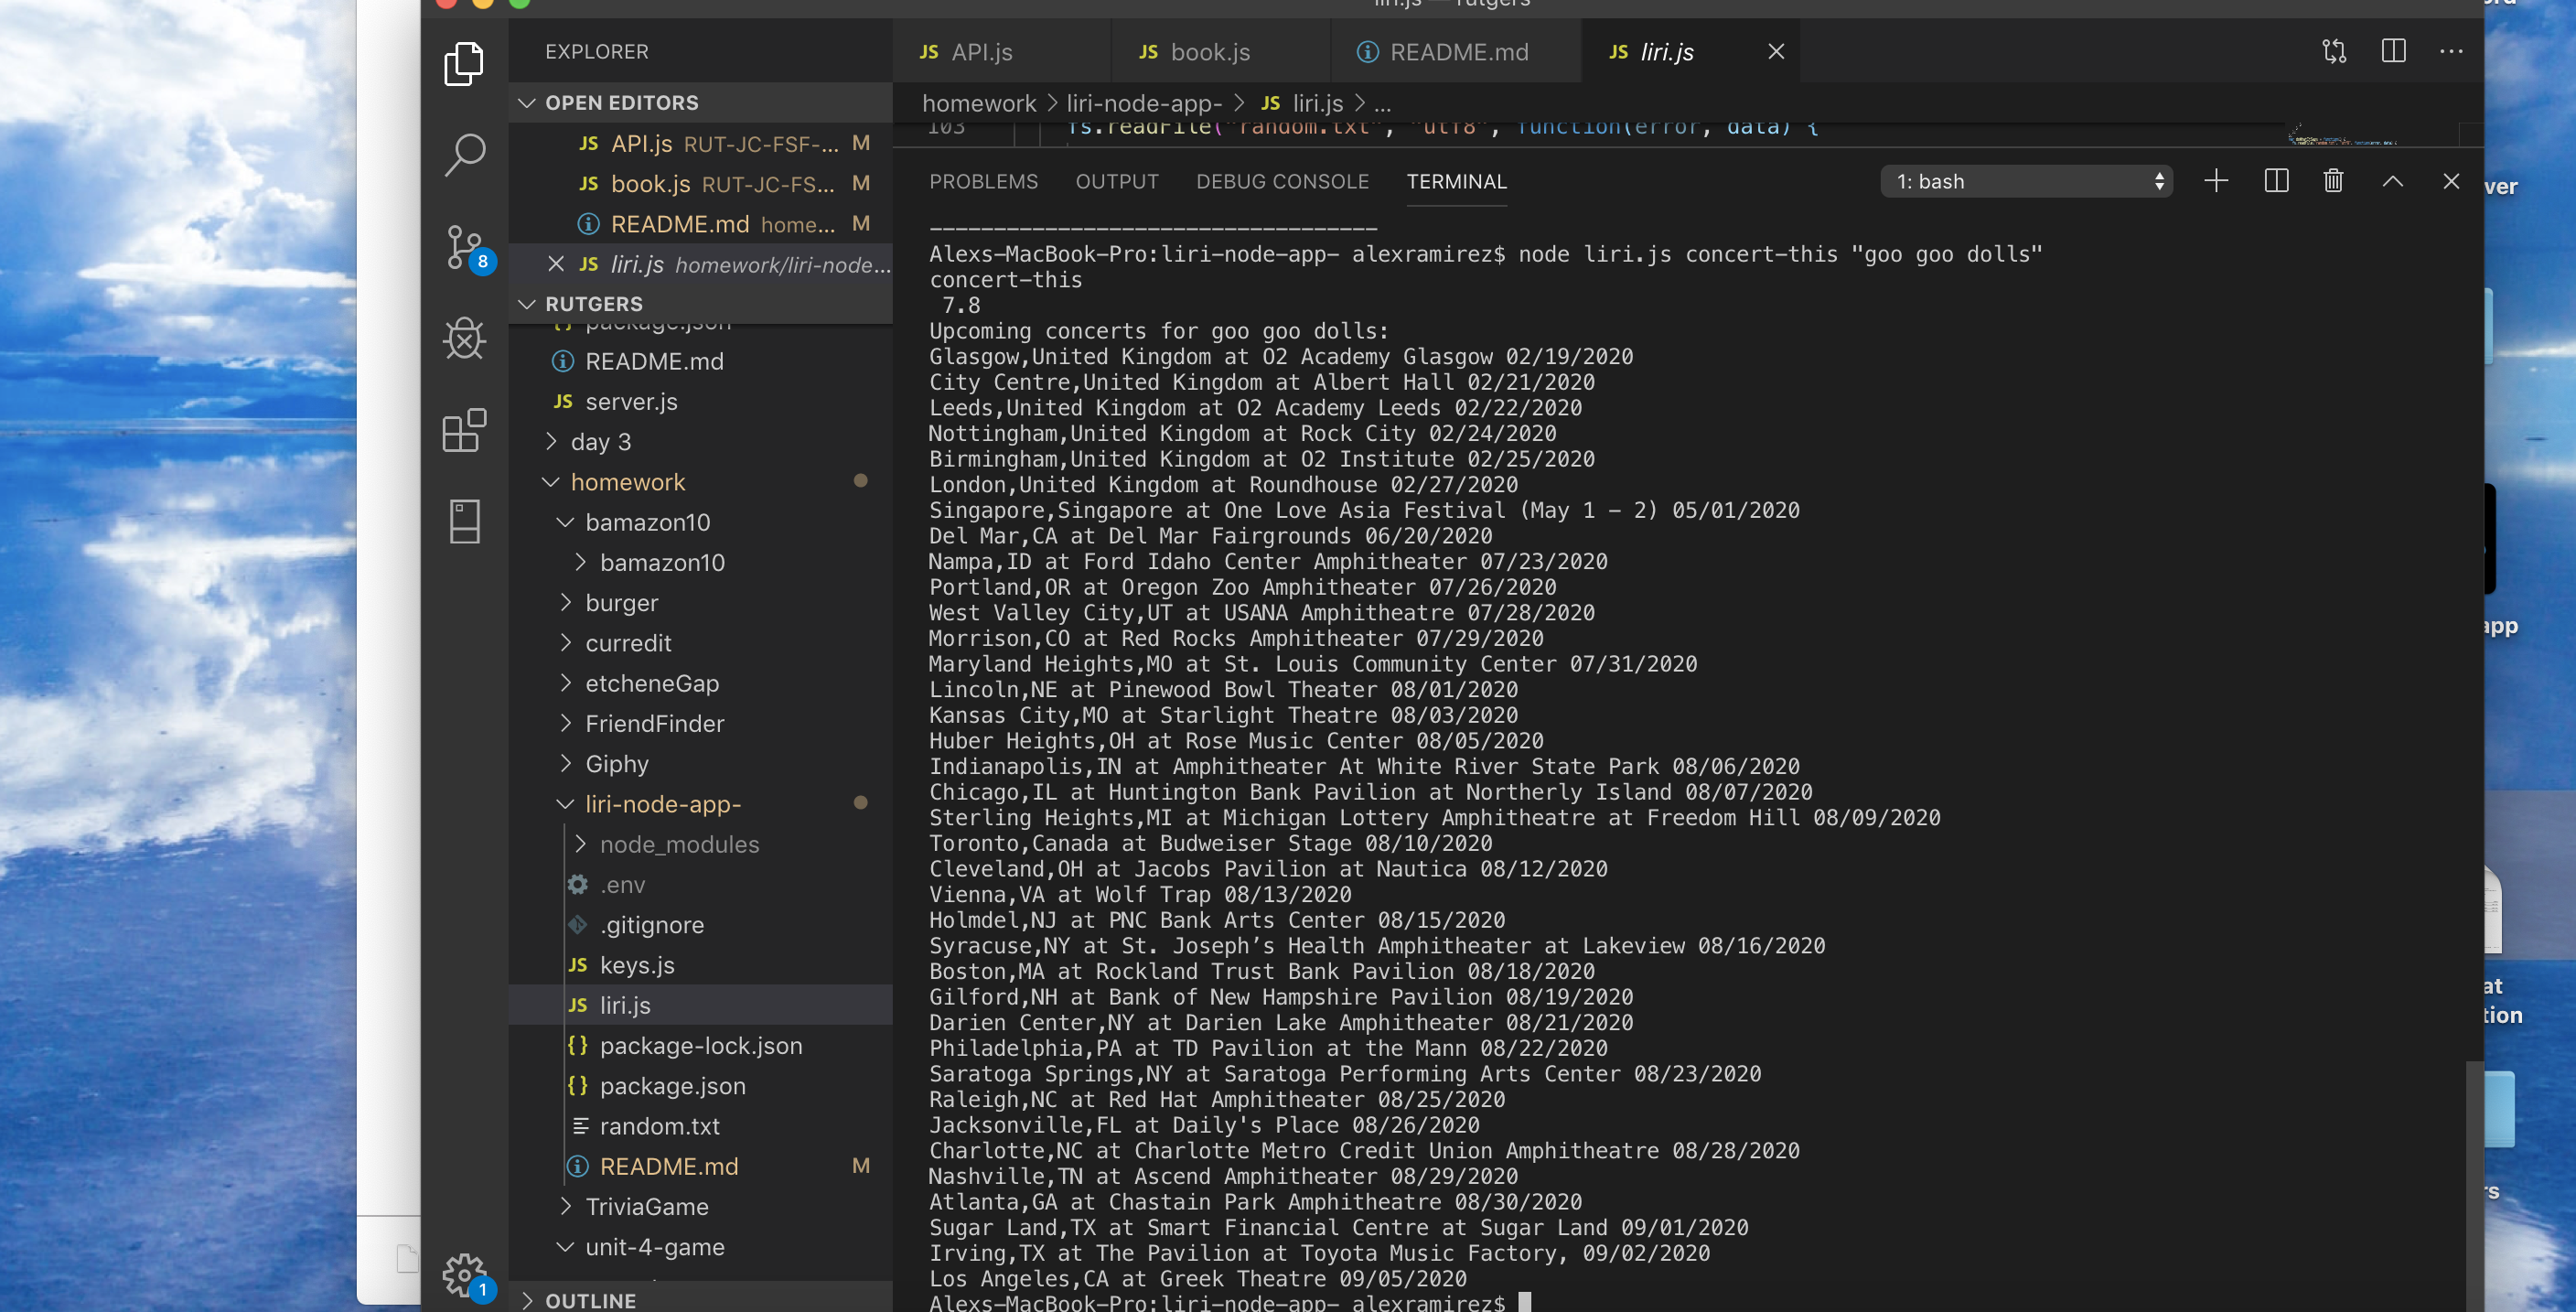 EXPLORER
OPEN EDITORS
JS API.js RUT-JC-FSF-... M
JS book.js RUT-JC-FS... M
README.md home... M
JS liri.js homework/liri-node...
8
RUTGERS
package.json
README.md
JS server.js
day 3
homework
bamazon10
bamazon10
burger
curredit
etcheneGap
FriendFinder
Giphy
liri-node-app-
node_modules
.env
.gitignore
JS keys.js
JS liri.js
{} package-lock.json
{} package.json
random.txt
README.md M
TriviaGame
unit-4-game
1
OUTLINE
liri.js — rutgers
JS API.js
JS book.js
README.md
JS liri.js
homework > liri-node-app- > JS liri.js > ...
103 fs.readFile("random.txt", "utf8", function(error, data) {
PROBLEMS OUTPUT DEBUG CONSOLE TERMINAL
1: bash
-----------------------------------
Alexs-MacBook-Pro:liri-node-app- alexramirez$ node liri.js concert-this "goo goo dolls"
concert-this
7.8
Upcoming concerts for goo goo dolls:
Glasgow,United Kingdom at O2 Academy Glasgow 02/19/2020
City Centre,United Kingdom at Albert Hall 02/21/2020
Leeds,United Kingdom at O2 Academy Leeds 02/22/2020
Nottingham,United Kingdom at Rock City 02/24/2020
Birmingham,United Kingdom at O2 Institute 02/25/2020
London,United Kingdom at Roundhouse 02/27/2020
Singapore,Singapore at One Love Asia Festival (May 1 - 2) 05/01/2020
Del Mar,CA at Del Mar Fairgrounds 06/20/2020
Nampa,ID at Ford Idaho Center Amphitheater 07/23/2020
Portland,OR at Oregon Zoo Amphitheater 07/26/2020
West Valley City,UT at USANA Amphitheatre 07/28/2020
Morrison,CO at Red Rocks Amphitheater 07/29/2020
Maryland Heights,MO at St. Louis Community Center 07/31/2020
Lincoln,NE at Pinewood Bowl Theater 08/01/2020
Kansas City,MO at Starlight Theatre 08/03/2020
Huber Heights,OH at Rose Music Center 08/05/2020
Indianapolis,IN at Amphitheater At White River State Park 08/06/2020
Chicago,IL at Huntington Bank Pavilion at Northerly Island 08/07/2020
Sterling Heights,MI at Michigan Lottery Amphitheatre at Freedom Hill 08/09/2020
Toronto,Canada at Budweiser Stage 08/10/2020
Cleveland,OH at Jacobs Pavilion at Nautica 08/12/2020
Vienna,VA at Wolf Trap 08/13/2020
Holmdel,NJ at PNC Bank Arts Center 08/15/2020
Syracuse,NY at St. Joseph’s Health Amphitheater at Lakeview 08/16/2020
Boston,MA at Rockland Trust Bank Pavilion 08/18/2020
Gilford,NH at Bank of New Hampshire Pavilion 08/19/2020
Darien Center,NY at Darien Lake Amphitheater 08/21/2020
Philadelphia,PA at TD Pavilion at the Mann 08/22/2020
Saratoga Springs,NY at Saratoga Performing Arts Center 08/23/2020
Raleigh,NC at Red Hat Amphitheater 08/25/2020
Jacksonville,FL at Daily's Place 08/26/2020
Charlotte,NC at Charlotte Metro Credit Union Amphitheatre 08/28/2020
Nashville,TN at Ascend Amphitheater 08/29/2020
Atlanta,GA at Chastain Park Amphitheatre 08/30/2020
Sugar Land,TX at Smart Financial Centre at Sugar Land 09/01/2020
Irving,TX at The Pavilion at Toyota Music Factory, 09/02/2020
Los Angeles,CA at Greek Theatre 09/05/2020
Alexs-MacBook-Pro:liri-node-app- alexramirez$
ver
app
at
tion
rs